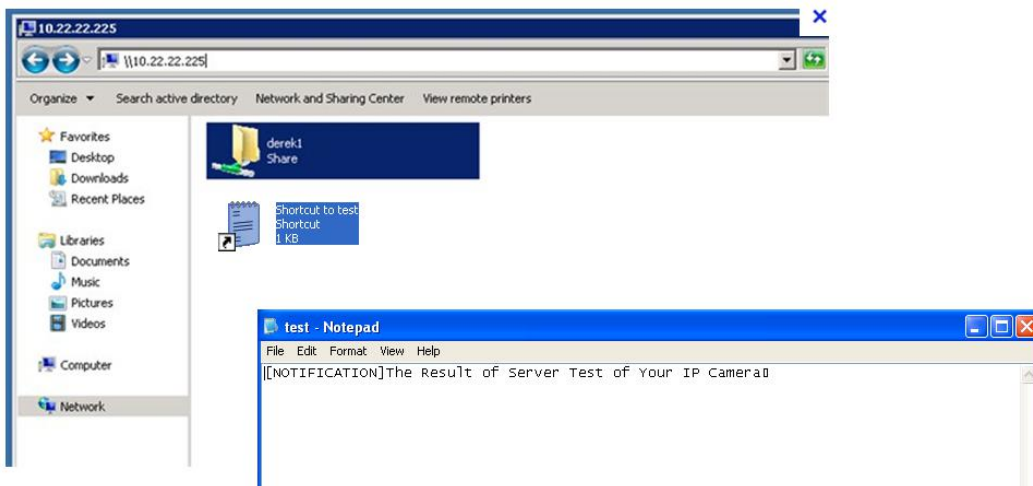 10.22.22.225
\\10.22.22.225
Organize Search active directory Network and Sharing Center View remote printers
Favorites
Desktop
Downloads
Recent Places
Libraries
Documents
Music
Pictures
Videos
Computer
Network
derek1
Share
Shortcut to test
Shortcut
1 KB
test - Notepad
File Edit Format View Help
[NOTIFICATION]The Result of Server Test of Your IP Camera▯